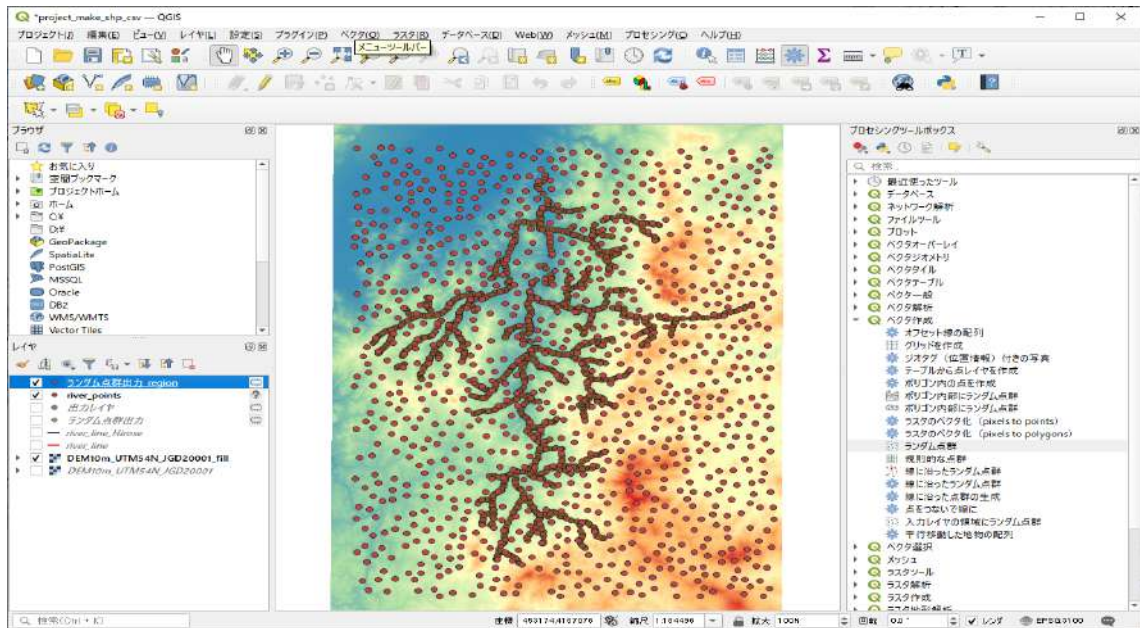 *project_make_shp_csv — QGIS
プロジェクト(J) 編集(E) ビュー(V) レイヤ(L) 設定(S) プラグイン(P) ベクタ(O) ラスタ(R) データベース(D) Web(W) メッシュ(M) プロセシング(C) ヘルプ(H)
メニューツールバー
ブラウザ
お気に入り
空間ブックマーク
プロジェクトホーム
ホーム
C:¥
D:¥
GeoPackage
SpatiaLite
PostGIS
MSSQL
Oracle
DB2
WMS/WMTS
Vector Tiles
レイヤ
ランダム点群出力_region
river_points
出力レイヤ
ランダム点群出力
river_line_Hirose
river_line
DEM10m_UTM54N_JGD20001_fill
DEM10m_UTM54N_JGD20001
プロセシングツールボックス
検索…
最近使ったツール
データベース
ネットワーク解析
ファイルツール
プロット
ベクタオーバーレイ
ベクタジオメトリ
ベクタタイル
ベクタテーブル
ベクタ一般
ベクタ解析
ベクタ作成
オフセット線の配列
グリッドを作成
ジオタグ（位置情報）付きの写真
テーブルから点レイヤを作成
ポリゴン内の点を作成
ポリゴン内部にランダム点群
ポリゴン内部にランダム点群
ラスタのベクタ化 (pixels to points)
ラスタのベクタ化 (pixels to polygons)
ランダム点群
規則的な点群
線に沿ったランダム点群
線に沿ったランダム点群
線に沿った点群の生成
点をつないで線に
入力レイヤの領域にランダム点群
平行移動した地物の配列
ベクタ選択
メッシュ
ラスタツール
ラスタ解析
ラスタ作成
ラスタ地形解析
検索(Ctrl + K)
座標 縮尺 拡大 100% 回転 0.0° レンダ EPSG:3100